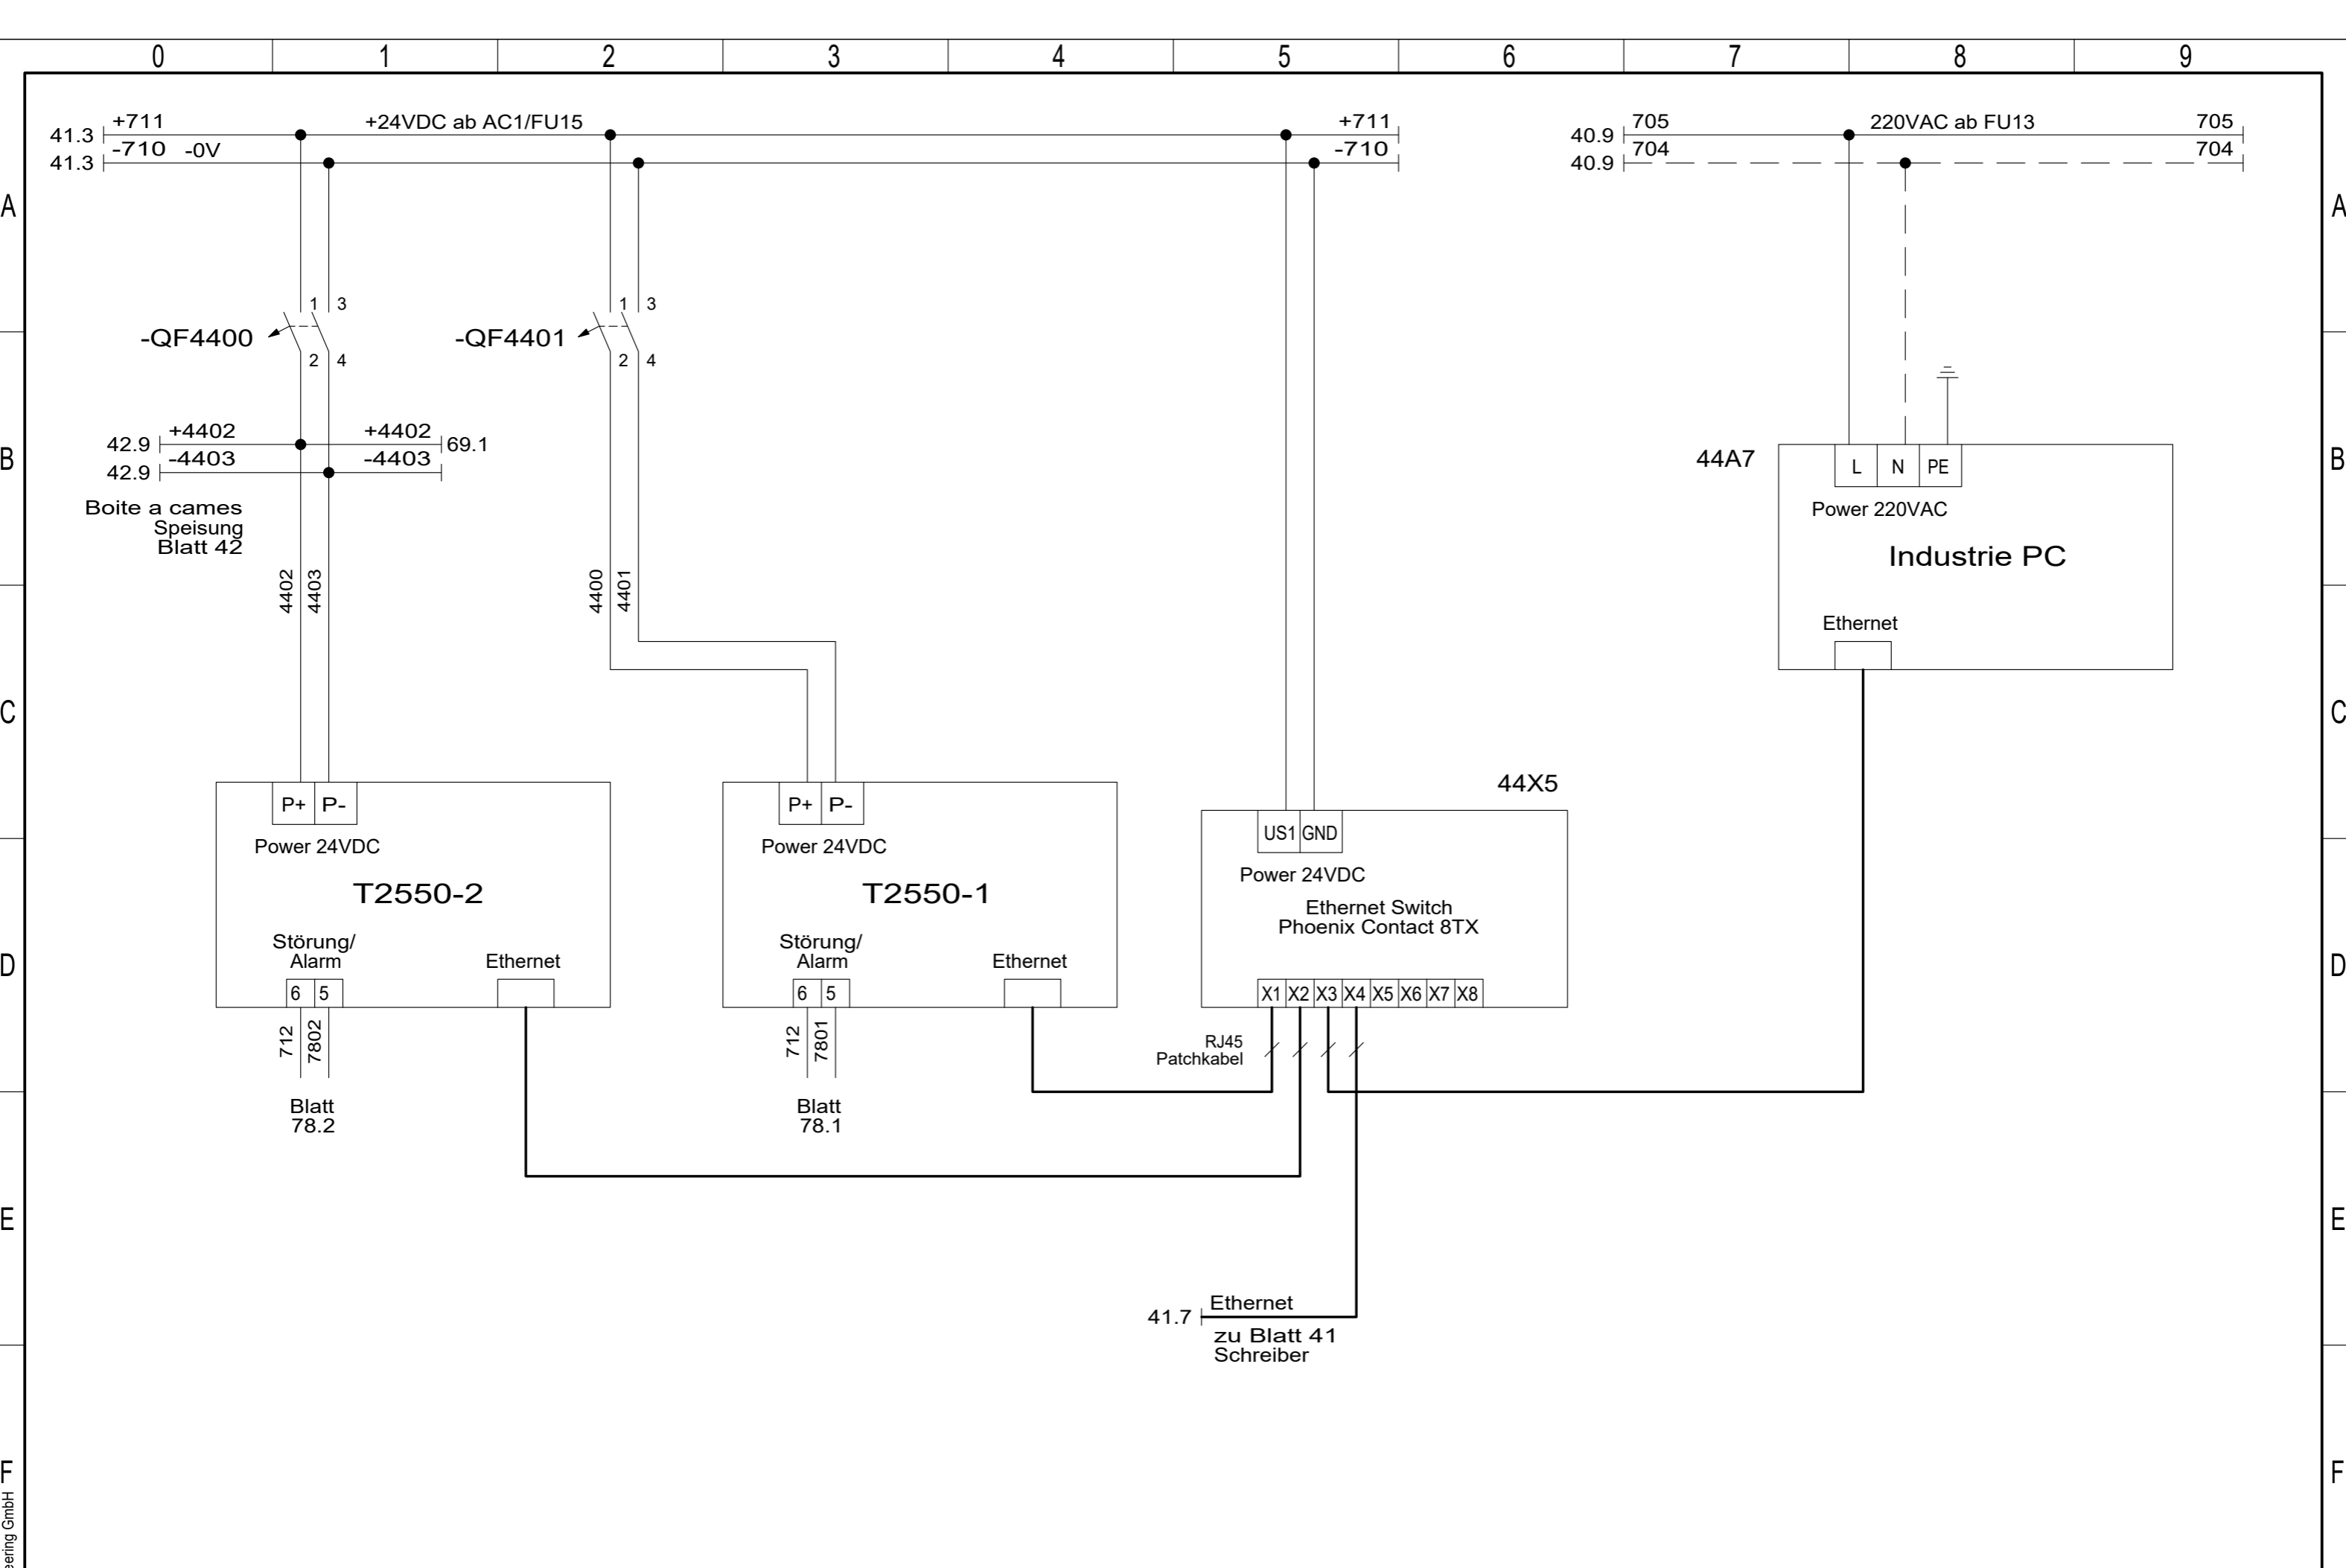 0 1 2 3 4 5 6 7 8 9
41.3 +711 +24VDC ab AC1/FU15 +711
41.3 -710 -0V -710
40.9 705 220VAC ab FU13 705
40.9 704 704
A A
1 3
-QF4400
2 4
1 3
-QF4401
2 4
42.9 +4402 +4402 69.1
42.9 -4403 -4403
B B
Boite a cames
Speisung
Blatt 42
4402
4403
4400
4401
44A7
L N PE
Power 220VAC
Industrie PC
Ethernet
C C
P+ P-
Power 24VDC
T2550-2
Störung/
Alarm
Ethernet
6 5
712
7802
Blatt
78.2
P+ P-
Power 24VDC
T2550-1
Störung/
Alarm
Ethernet
6 5
712
7801
Blatt
78.1
44X5
US1 GND
Power 24VDC
Ethernet Switch
Phoenix Contact 8TX
X1 X2 X3 X4 X5 X6 X7 X8
RJ45
Patchkabel
D D
E E
41.7 Ethernet
zu Blatt 41
Schreiber
F F
GmbH